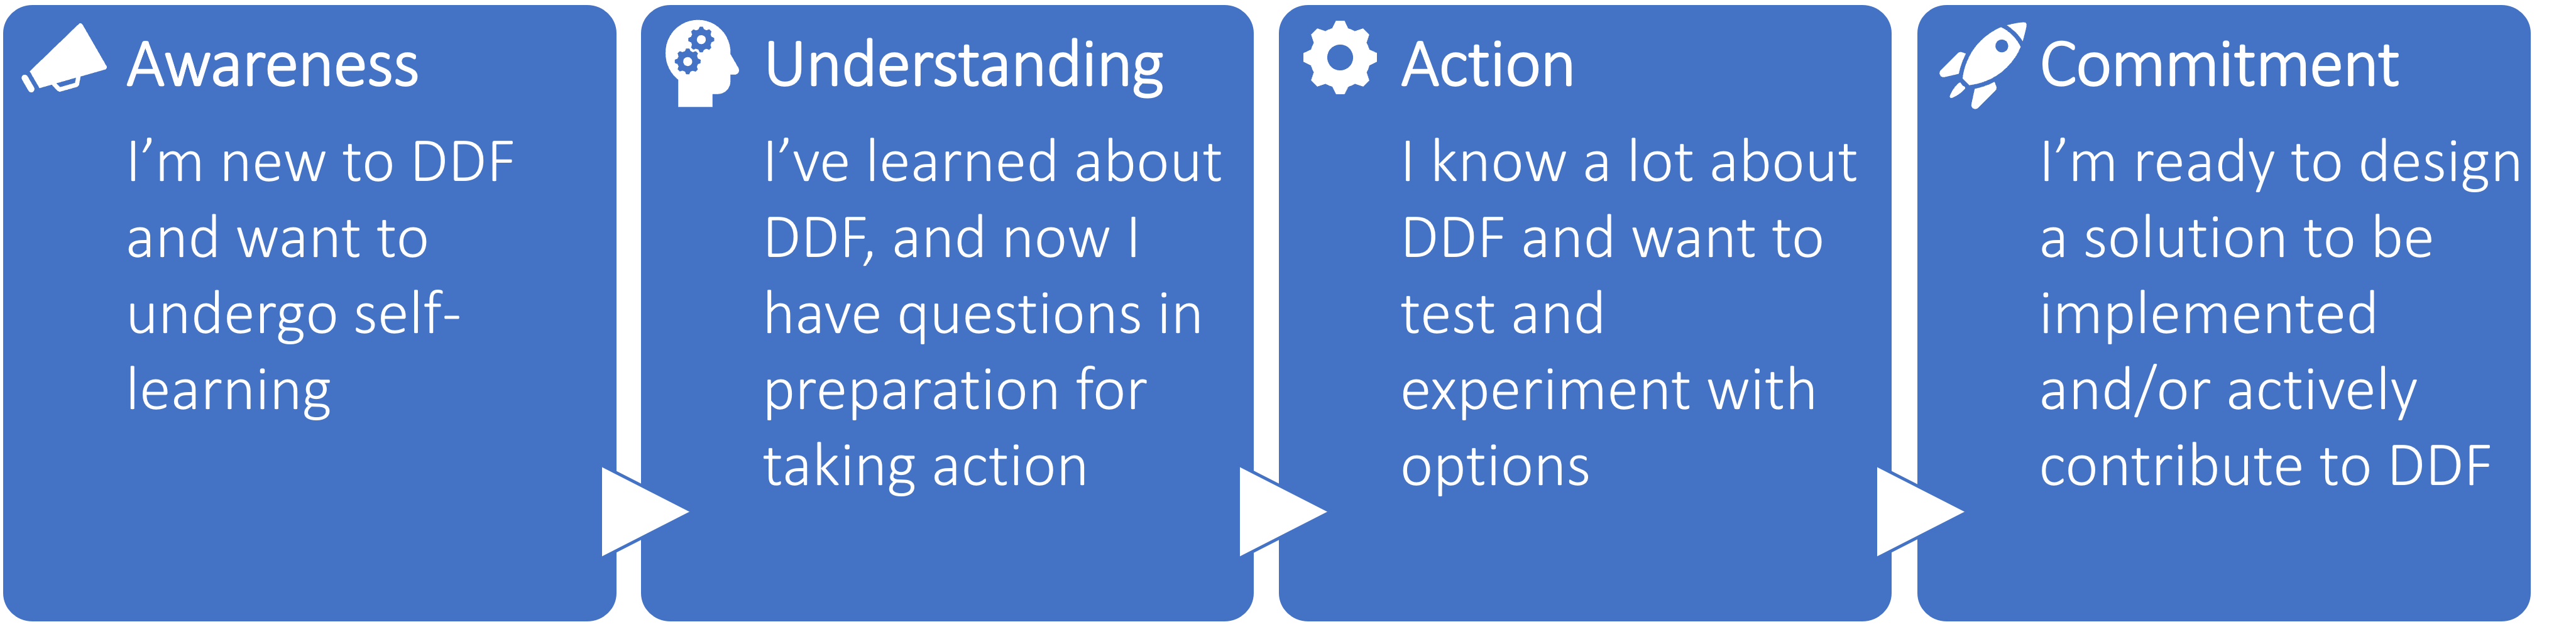 Awareness
I’m new to DDF
and want to
undergo self-
learning
Understanding
I’ve learned about
DDF, and now I
have questions in
preparation for
taking action
Action
I know a lot about
DDF and want to
test and
experiment with
options
Commitment
I’m ready to design
a solution to be
implemented
and/or actively
contribute to DDF